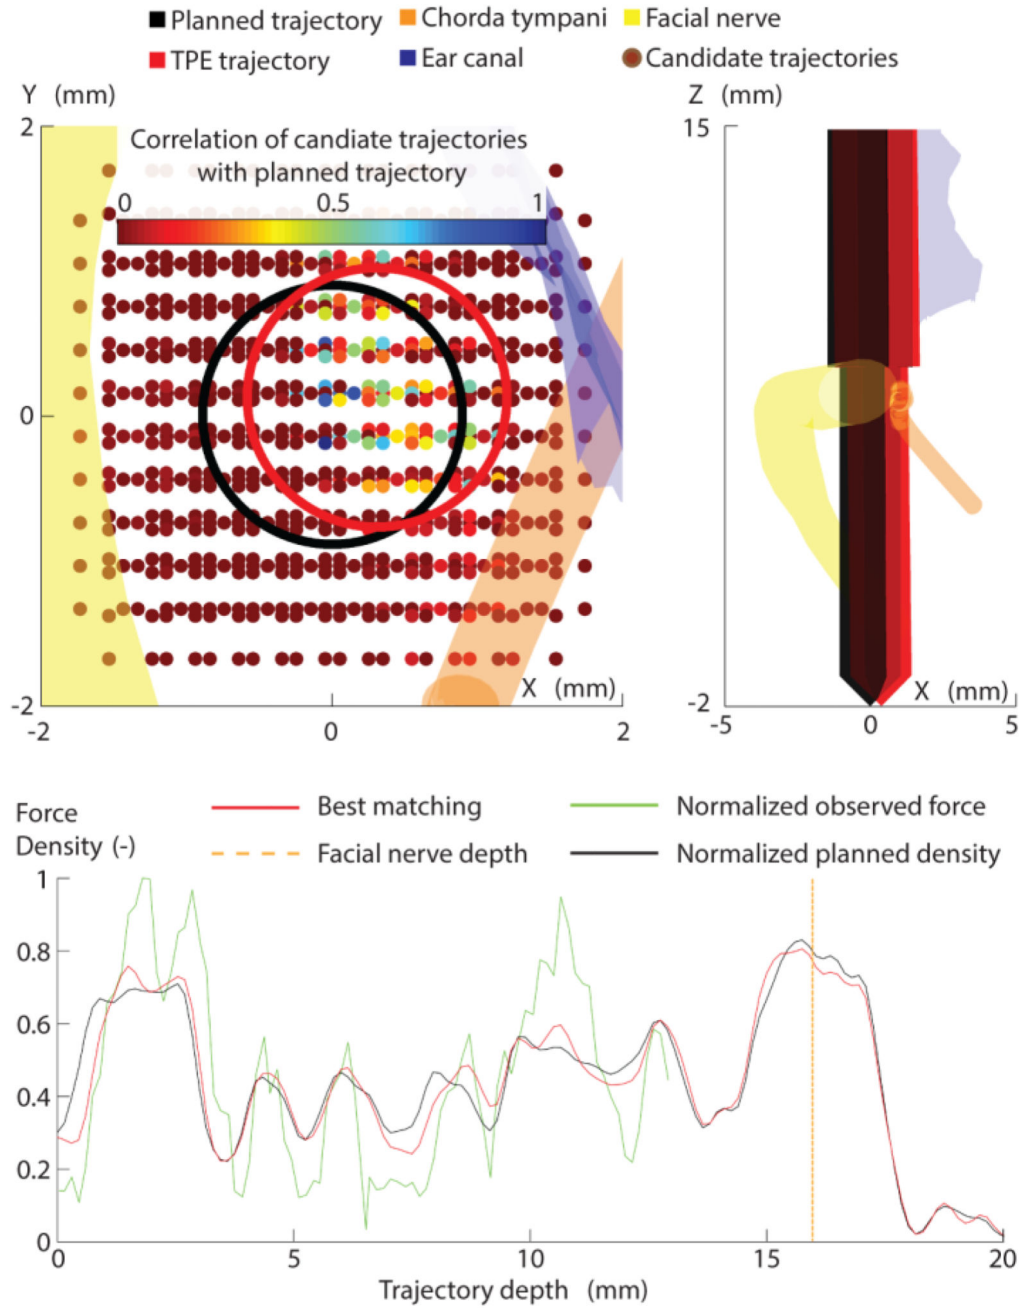 Planned trajectory Chorda tympani Facial nerve
TPE trajectory Ear canal Candidate trajectories
Y (mm) Z (mm)
2 15
Correlation of candiate trajectories
with planned trajectory
0 0.5 1
0
X (mm) X (mm)
-2 -2
-2 0 2 -5 0 5
Force Best matching Normalized observed force
Density (-) Facial nerve depth Normalized planned density
1
0.8
0.6
0.4
0.2
0
0 5 10 15 20
Trajectory depth (mm)